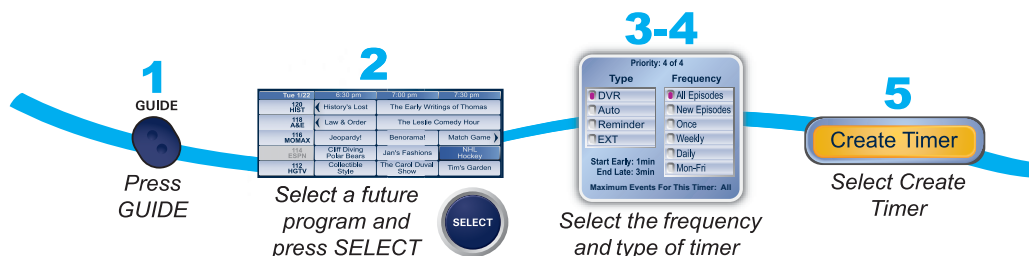 1
GUIDE
Press
GUIDE
2
Tue 1/22 6:30 pm 7:00 pm 7:30 pm
120 HIST History's Lost The Early Writings of Thomas
118 A&E Law & Order The Leslie Comedy Hour
116 MOMAX Jeopardy! Benorama! Match Game
114 ESPN Cliff Diving Polar Bears Jan's Fashions NHL Hockey
112 HGTV Collectible Style The Carol Duval Show Tim's Garden
Select a future
program and
press SELECT
SELECT
3-4
Priority: 4 of 4
Type Frequency
DVR All Episodes
Auto New Episodes
Reminder Once
EXT Weekly
Daily
Start Early: 1min
End Late: 3min Mon-Fri
Maximum Events For This Timer: All
Select the frequency
and type of timer
5
Create Timer
Select Create
Timer